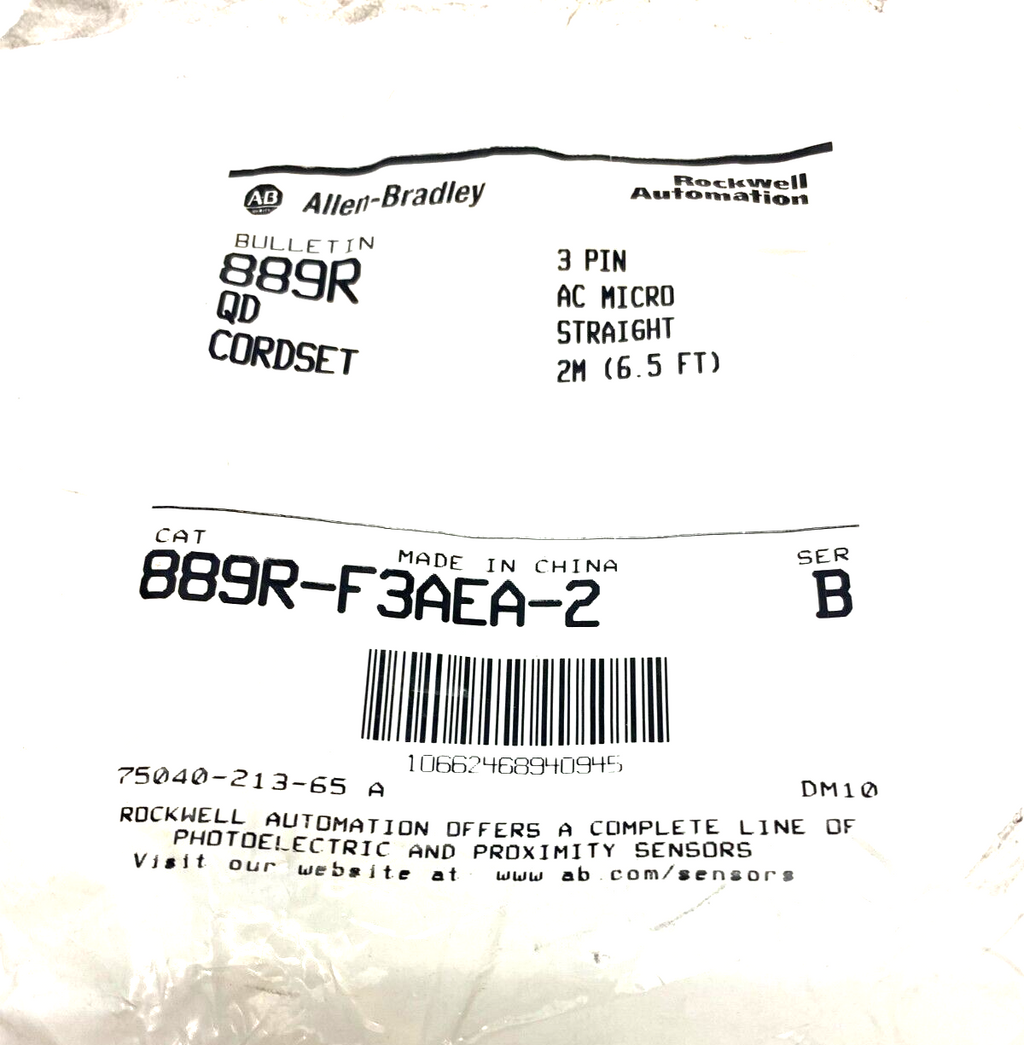 AB Allen-Bradley
Rockwell
Automation
BULLETIN
889R
QD
CORDSET
3 PIN
AC MICRO
STRAIGHT
2M (6.5 FT)
CAT
MADE IN CHINA
SER
889R-F3AEA-2
B
10662468940945
75040-213-65 A
DM10
ROCKWELL AUTOMATION OFFERS A COMPLETE LINE OF
PHOTOELECTRIC AND PROXIMITY SENSORS
Visit our website at www ab.com/sensors